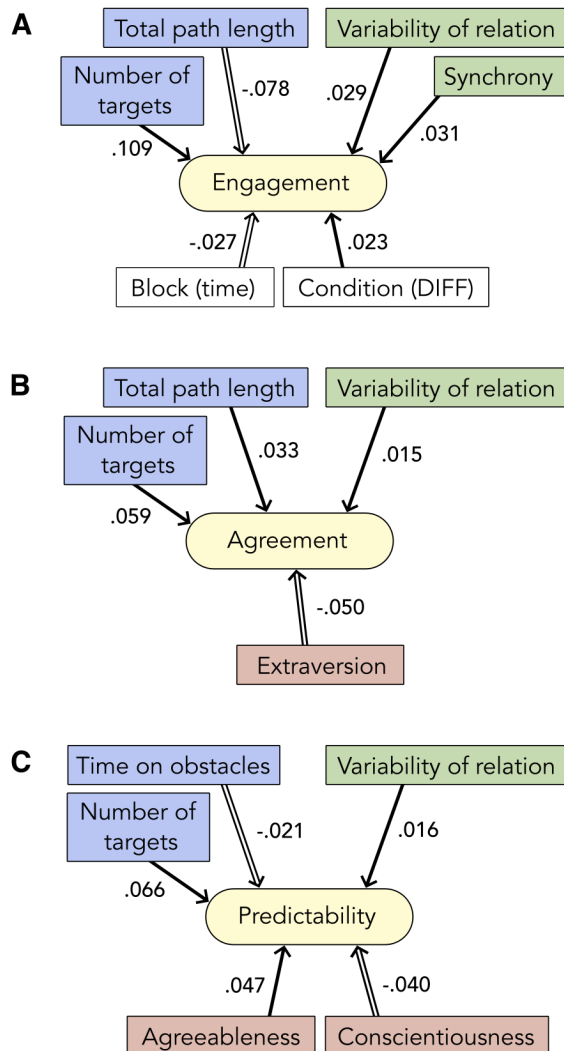 A
Total path length
Variability of relation
Number of
targets
Synchrony
-.078
.029
.109
.031
Engagement
-.027
.023
Block (time)
Condition (DIFF)
B
Total path length
Variability of relation
Number of
targets
.033
.015
.059
Agreement
-.050
Extraversion
C
Time on obstacles
Variability of relation
Number of
targets
-.021
.016
.066
Predictability
.047
-.040
Agreeableness
Conscientiousness